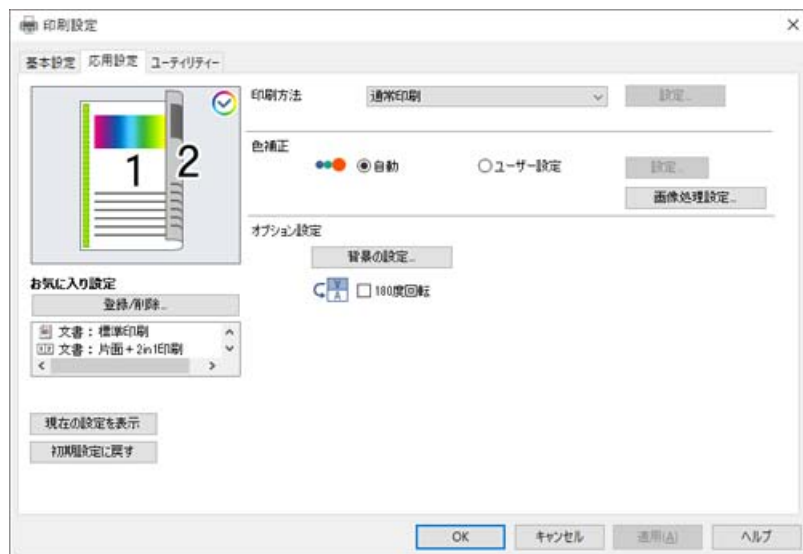 印刷設定
基本設定 応用設定 ユーティリティー
1 2
印刷方法 通常印刷 設定...
色補正
自動 ユーザー設定 設定...
画像処理設定...
オプション設定
背景の設定...
180度回転
お気に入り設定
登録/削除...
文書：標準印刷
文書：片面+2in1印刷
現在の設定を表示
初期設定に戻す
OK キャンセル 適用(A) ヘルプ